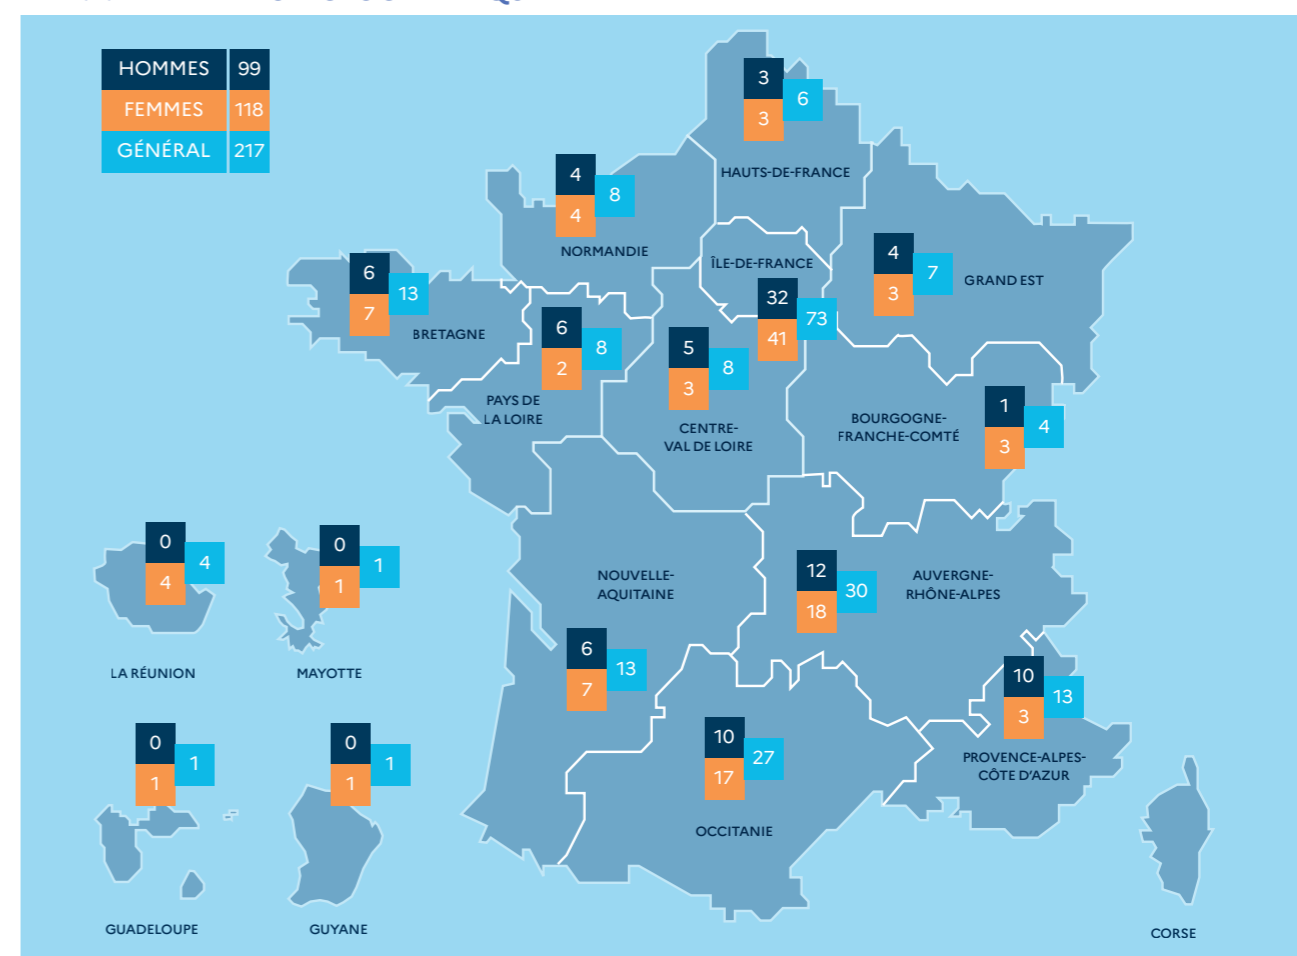 HOMMES 99
FEMMES 118
GÉNÉRAL 217
3
6
3
HAUTS-DE-FRANCE
4
8
4
NORMANDIE
ÎLE-DE-FRANCE
32
73
41
4
7
3
GRAND EST
6
13
7
BRETAGNE
6
8
2
PAYS DE
LA LOIRE
5
8
3
CENTRE-
VAL DE LOIRE
1
4
3
BOURGOGNE-
FRANCHE-COMTÉ
0
4
4
LA RÉUNION
0
1
1
MAYOTTE
NOUVELLE-
AQUITAINE
6
13
7
12
30
18
AUVERGNE-
RHÔNE-ALPES
10
13
3
PROVENCE-ALPES-
CÔTE D'AZUR
10
27
17
OCCITANIE
0
1
1
GUADELOUPE
0
1
1
GUYANE
CORSE